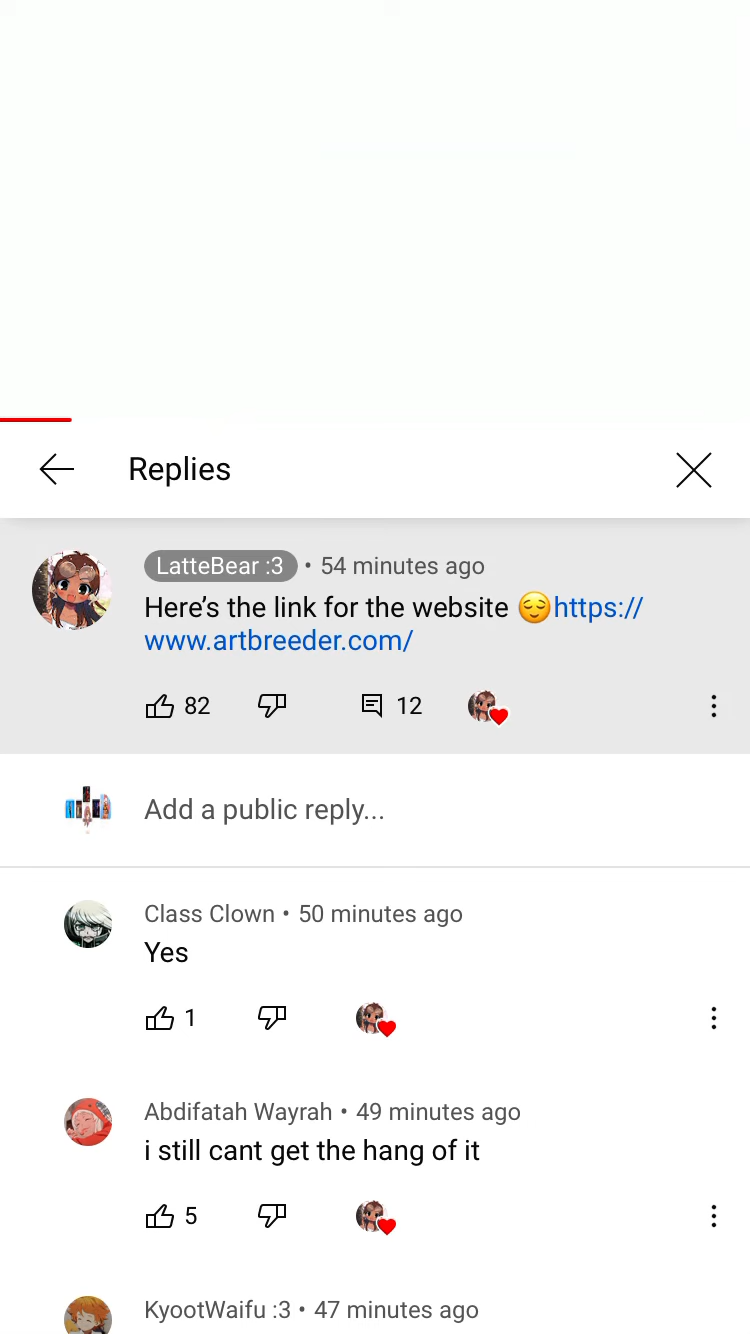 Replies
LatteBear :3 • 54 minutes ago
Here’s the link for the website 😌https://
www.artbreeder.com/
82 12
Add a public reply...
Class Clown • 50 minutes ago
Yes
1
Abdifatah Wayrah • 49 minutes ago
i still cant get the hang of it
5
KyootWaifu :3 • 47 minutes ago